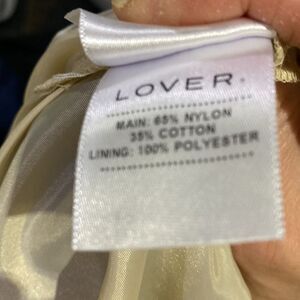 LOVER.
MAIN: 65% NYLON
35% COTTON
LINING: 100% POLYESTER